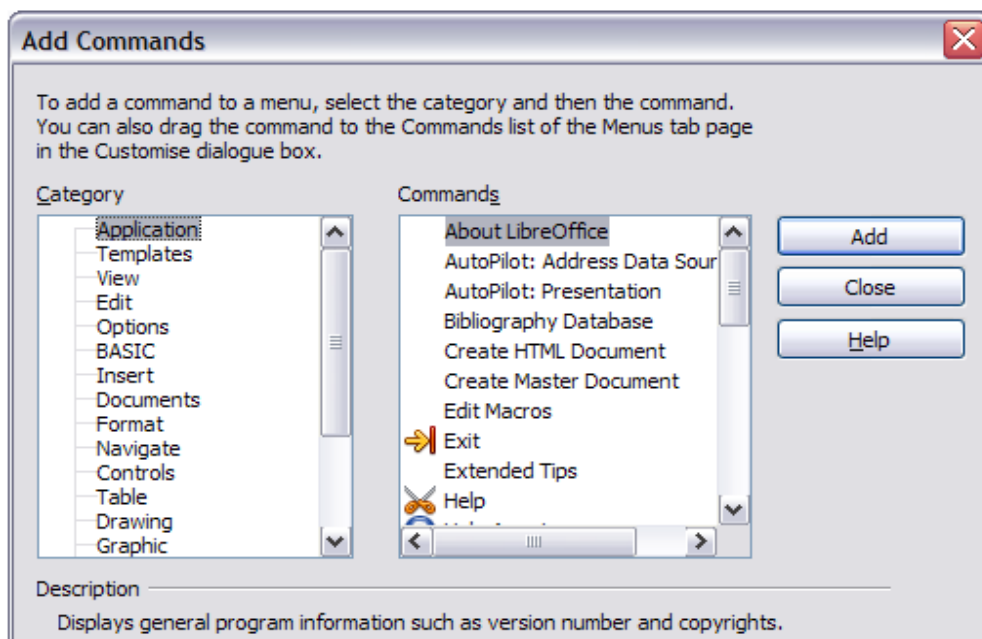 Add Commands
To add a command to a menu, select the category and then the command.
You can also drag the command to the Commands list of the Menus tab page
in the Customise dialogue box.
Category
Application
Templates
View
Edit
Options
BASIC
Insert
Documents
Format
Navigate
Controls
Table
Drawing
Graphic
Commands
About LibreOffice
AutoPilot: Address Data Sour
AutoPilot: Presentation
Bibliography Database
Create HTML Document
Create Master Document
Edit Macros
Exit
Extended Tips
Help
Add
Close
Help
Description
Displays general program information such as version number and copyrights.